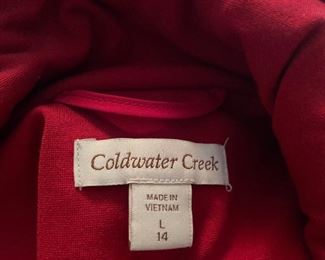 Coldwater Creek
MADE IN
VIETNAM
L
14